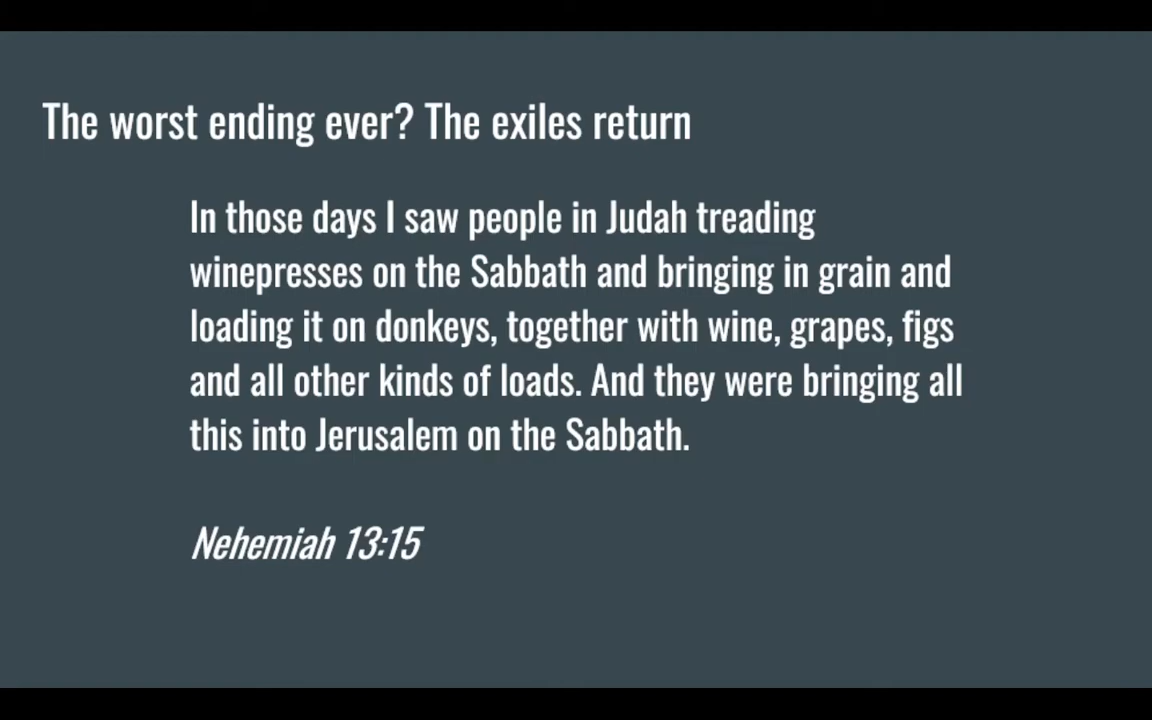 The worst ending ever? The exiles return
In those days I saw people in Judah treading
winepresses on the Sabbath and bringing in grain and
loading it on donkeys, together with wine, grapes, figs
and all other kinds of loads. And they were bringing all
this into Jerusalem on the Sabbath.
Nehemiah 13:15